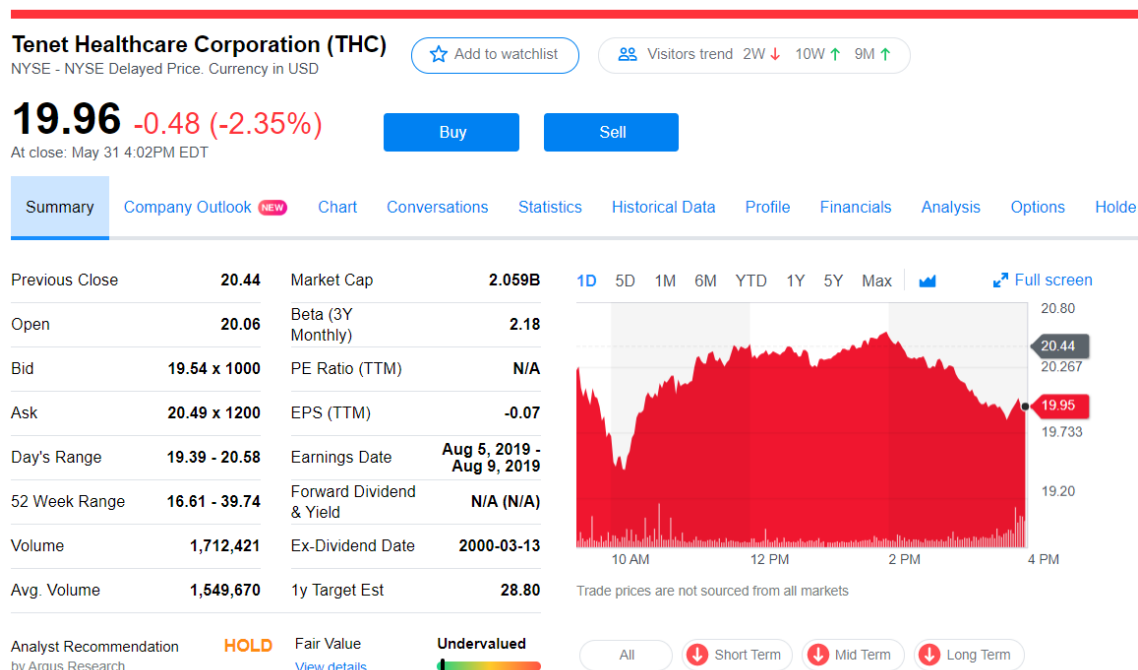 Tenet Healthcare Corporation (THC)
NYSE - NYSE Delayed Price. Currency in USD
Add to watchlist
Visitors trend 2W 10W 9M
19.96 -0.48 (-2.35%)
At close: May 31 4:02PM EDT
Buy
Sell
Summary Company Outlook NEW Chart Conversations Statistics Historical Data Profile Financials Analysis Options Holde
Previous Close 20.44
Open 20.06
Bid 19.54 x 1000
Ask 20.49 x 1200
Day's Range 19.39 - 20.58
52 Week Range 16.61 - 39.74
Volume 1,712,421
Avg. Volume 1,549,670
Market Cap 2.059B
Beta (3Y
Monthly) 2.18
PE Ratio (TTM) N/A
EPS (TTM) -0.07
Earnings Date Aug 5, 2019 -
Aug 9, 2019
Forward Dividend
& Yield N/A (N/A)
Ex-Dividend Date 2000-03-13
1y Target Est 28.80
1D 5D 1M 6M YTD 1Y 5Y Max Full screen
20.80
20.44
20.267
19.95
19.733
19.20
10 AM 12 PM 2 PM 4 PM
Trade prices are not sourced from all markets
Analyst Recommendation HOLD
by Argus Research
Fair Value Undervalued
View details
All Short Term Mid Term Long Term